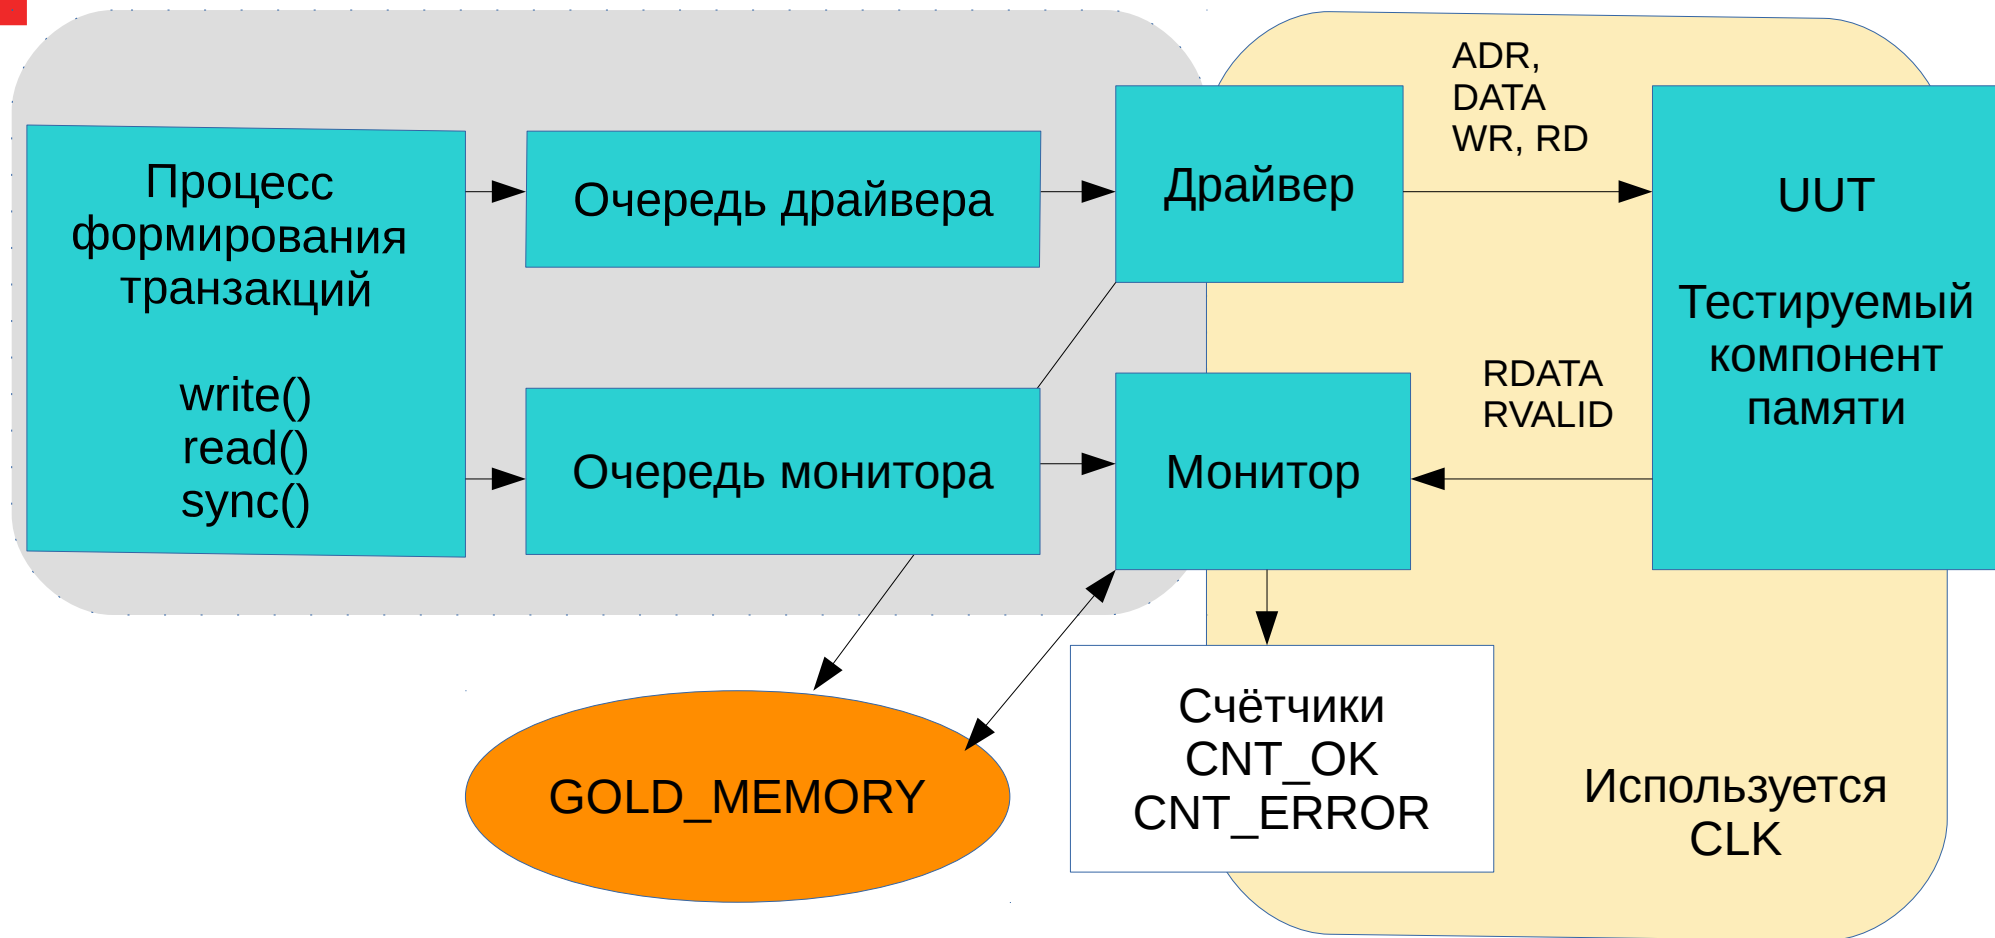 Процесс
формирования
транзакций
write()
read()
sync()
Очередь драйвера
Очередь монитора
Драйвер
Монитор
ADR,
DATA
WR, RD
RDATA
RVALID
UUT
Тестируемый
компонент
памяти
GOLD_MEMORY
Счётчики
CNT_OK
CNT_ERROR
Используется
CLK